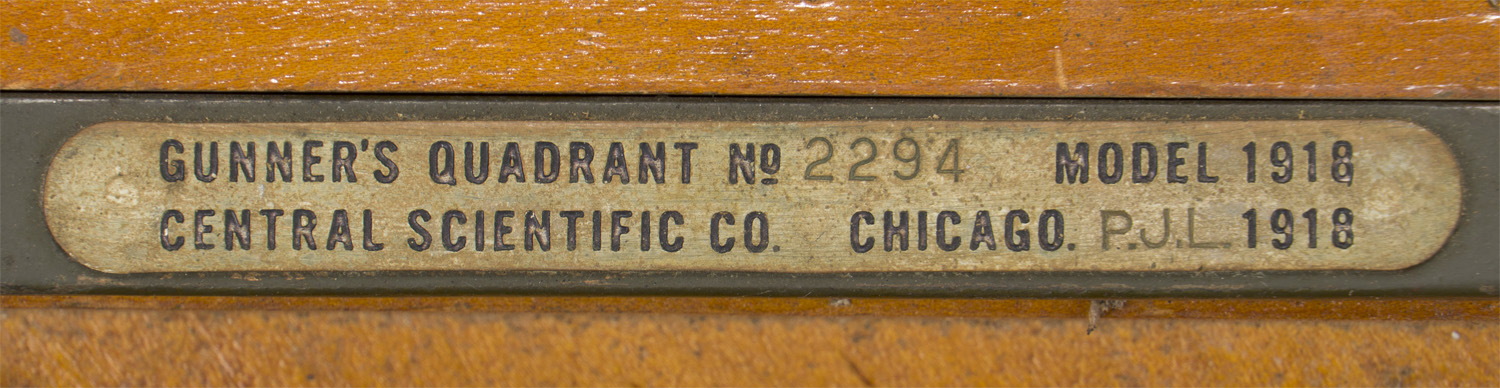 GUNNER'S QUADRANT Nº 2294 MODEL 1918
CENTRAL SCIENTIFIC CO. CHICAGO. P.J.L. 1918